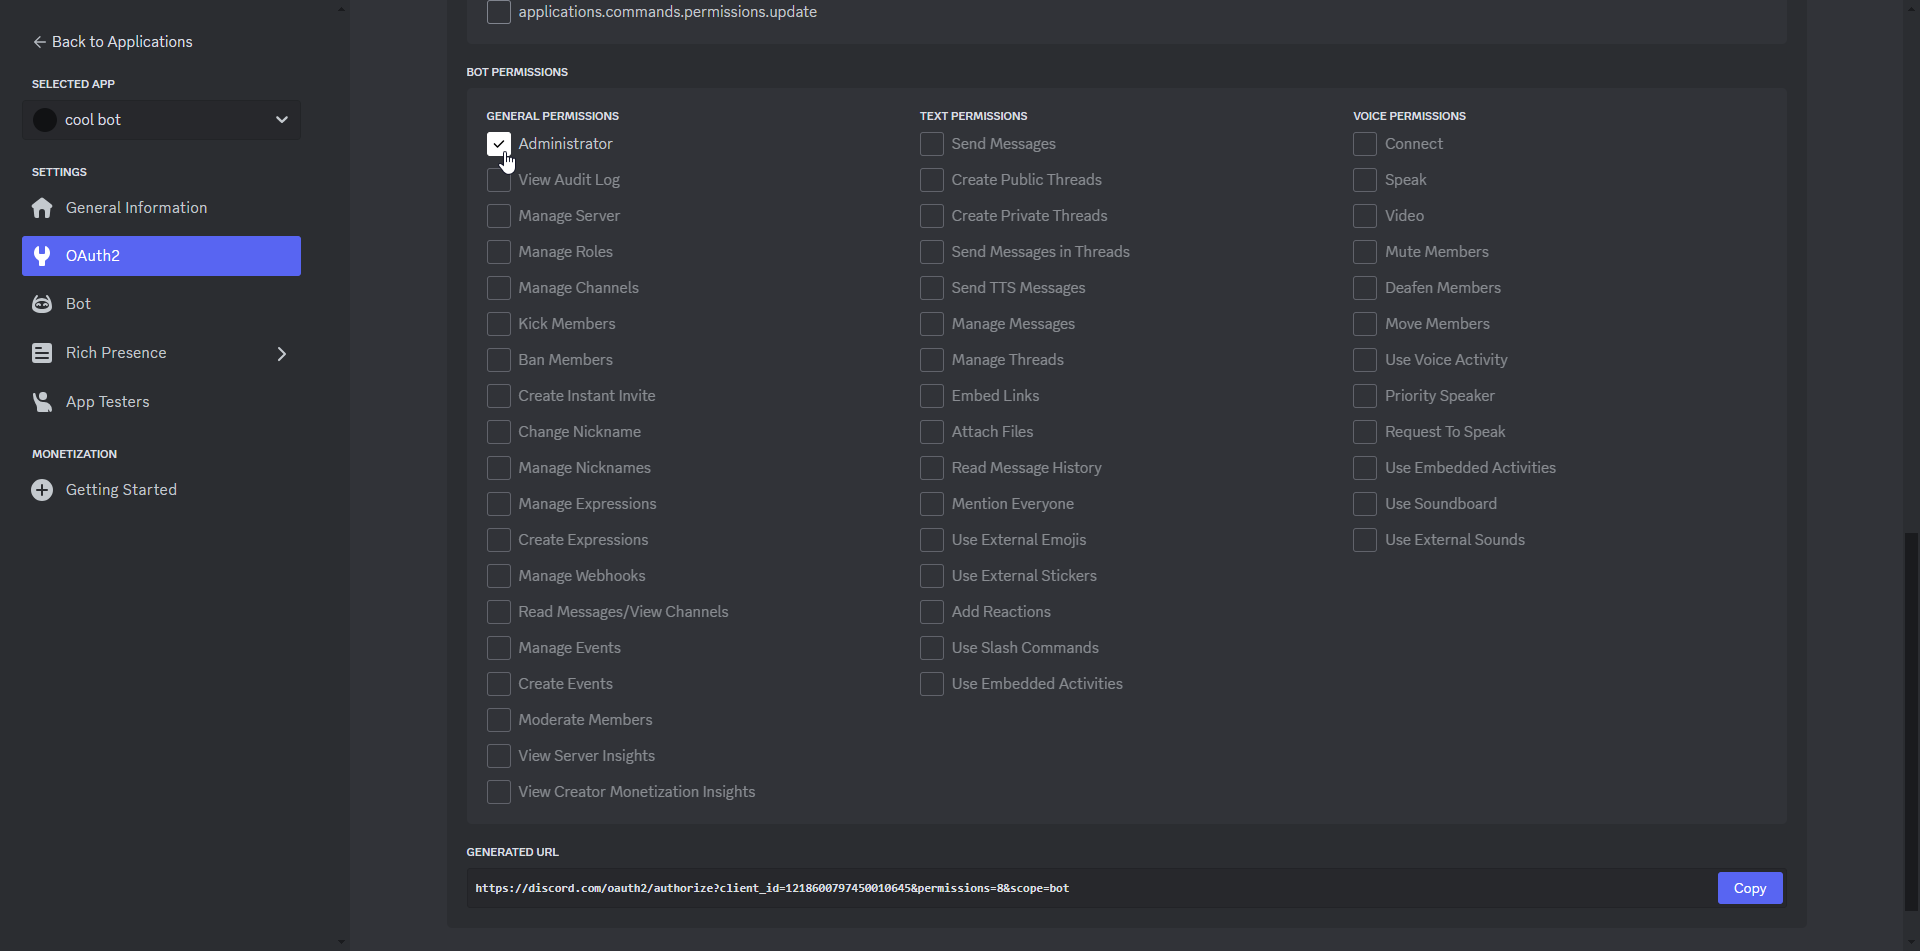 Back to Applications
SELECTED APP
cool bot
SETTINGS
General Information
OAuth2
Bot
Rich Presence
App Testers
MONETIZATION
Getting Started
applications.commands.permissions.update
BOT PERMISSIONS
GENERAL PERMISSIONS
Administrator
View Audit Log
Manage Server
Manage Roles
Manage Channels
Kick Members
Ban Members
Create Instant Invite
Change Nickname
Manage Nicknames
Manage Expressions
Create Expressions
Manage Webhooks
Read Messages/View Channels
Manage Events
Create Events
Moderate Members
View Server Insights
View Creator Monetization Insights
TEXT PERMISSIONS
Send Messages
Create Public Threads
Create Private Threads
Send Messages in Threads
Send TTS Messages
Manage Messages
Manage Threads
Embed Links
Attach Files
Read Message History
Mention Everyone
Use External Emojis
Use External Stickers
Add Reactions
Use Slash Commands
Use Embedded Activities
VOICE PERMISSIONS
Connect
Speak
Video
Mute Members
Deafen Members
Move Members
Use Voice Activity
Priority Speaker
Request To Speak
Use Embedded Activities
Use Soundboard
Use External Sounds
GENERATED URL
https://discord.com/oauth2/authorize?client_id=1218600797450010645&permissions=8&scope=bot
Copy